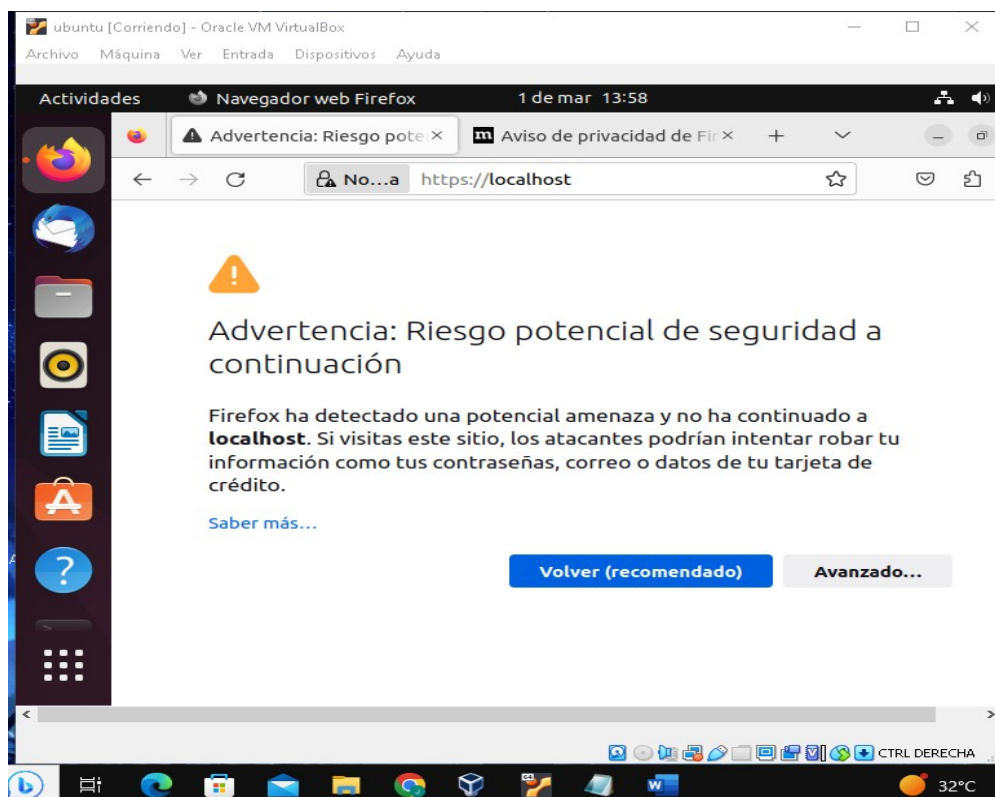 ubuntu [Corriendo] - Oracle VM VirtualBox
Archivo Máquina Ver Entrada Dispositivos Ayuda
Actividades Navegador web Firefox 1 de mar 13:58
Advertencia: Riesgo pote Aviso de privacidad de Fir
No…a https://localhost
Advertencia: Riesgo potencial de seguridad a
continuación
Firefox ha detectado una potencial amenaza y no ha continuado a
localhost. Si visitas este sitio, los atacantes podrían intentar robar tu
información como tus contraseñas, correo o datos de tu tarjeta de
crédito.
Saber más…
Volver (recomendado) Avanzado…
CTRL DERECHA
32°C